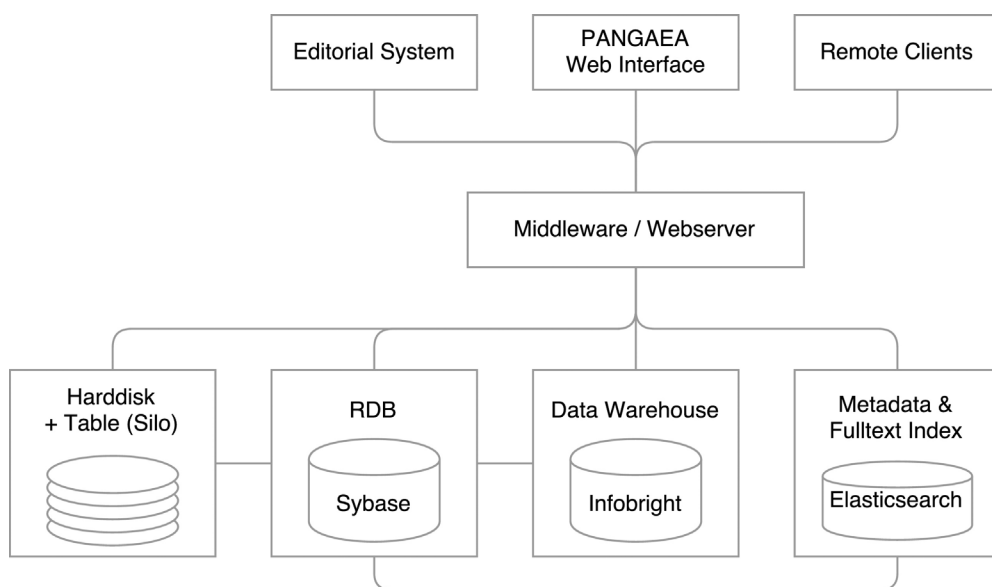 Editorial System
PANGAEA
Web Interface
Remote Clients
Middleware / Webserver
Harddisk
+ Table (Silo)
RDB
Sybase
Data Warehouse
Infobright
Metadata &
Fulltext Index
Elasticsearch